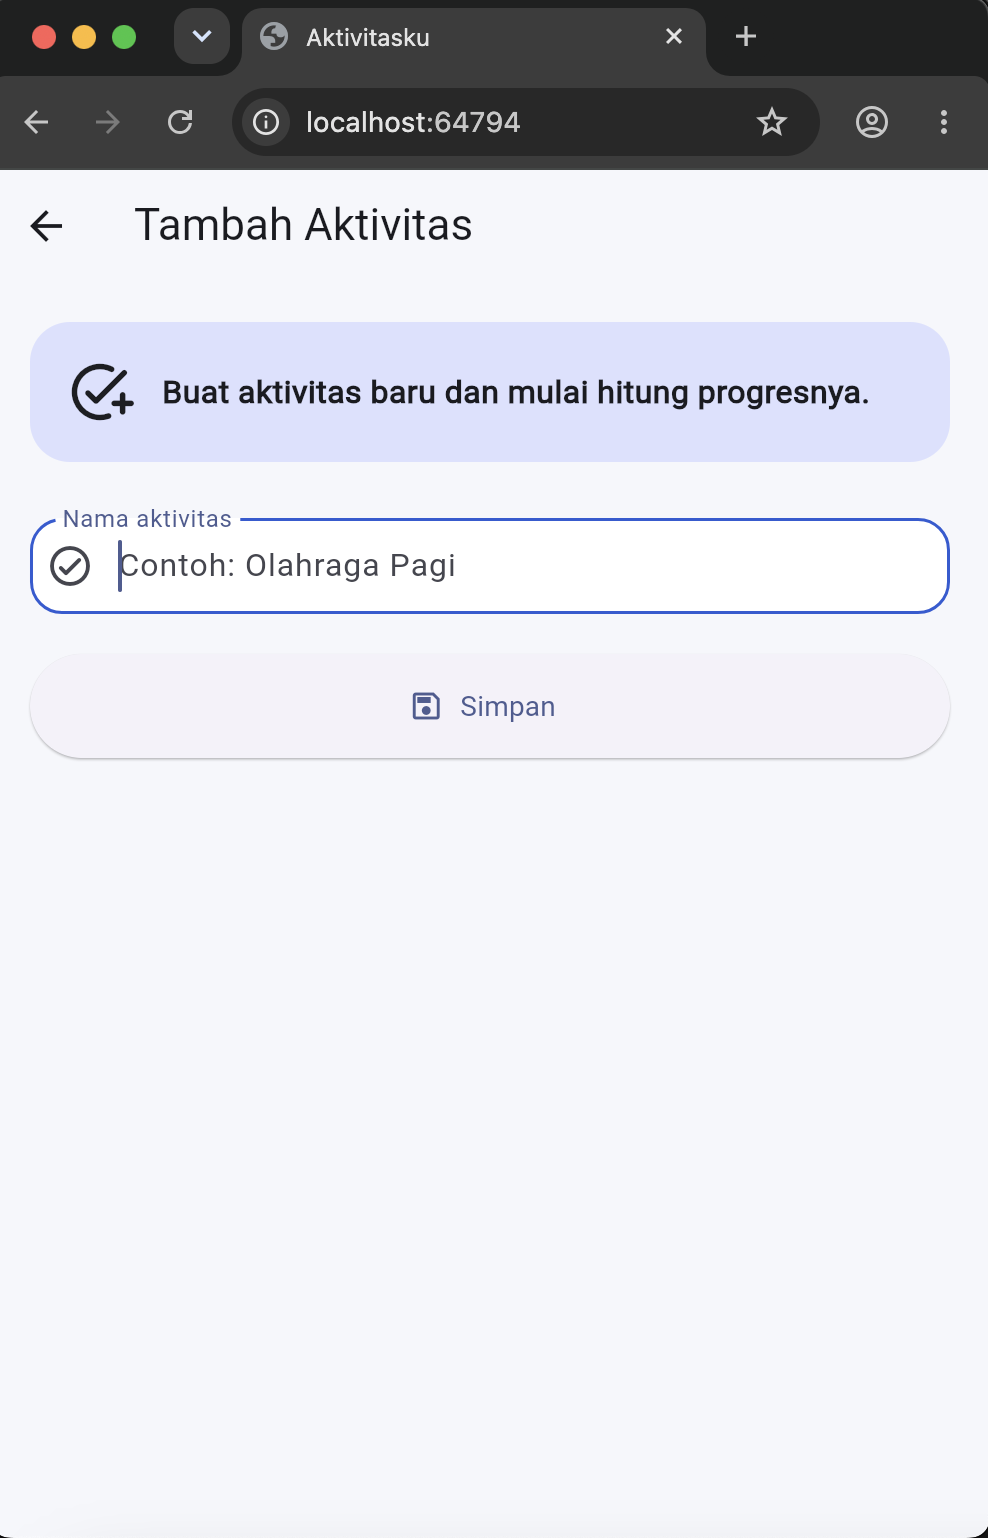 Aktivitasku
localhost:64794
Tambah Aktivitas
Buat aktivitas baru dan mulai hitung progresnya.
Nama aktivitas
Contoh: Olahraga Pagi
Simpan